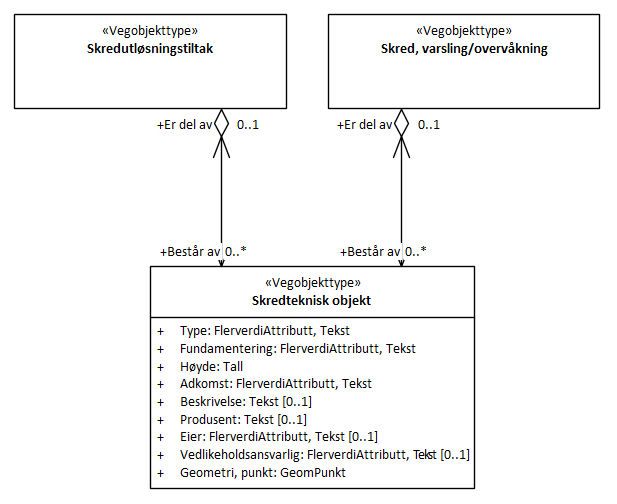 «Vegobjekttype»
Skredutløsningstiltak
«Vegobjekttype»
Skred, varsling/overvåkning
+Er del av 0..1
+Er del av 0..1
+Består av 0..*
+Består av 0..*
«Vegobjekttype»
Skredteknisk objekt
+ Type: FlerverdiAttributt, Tekst
+ Fundamentering: FlerverdiAttributt, Tekst
+ Høyde: Tall
+ Adkomst: FlerverdiAttributt, Tekst
+ Beskrivelse: Tekst [0..1]
+ Produsent: Tekst [0..1]
+ Eier: FlerverdiAttributt, Tekst [0..1]
+ Vedlikeholdsansvarlig: FlerverdiAttributt, Tekst [0..1]
+ Geometri, punkt: GeomPunkt